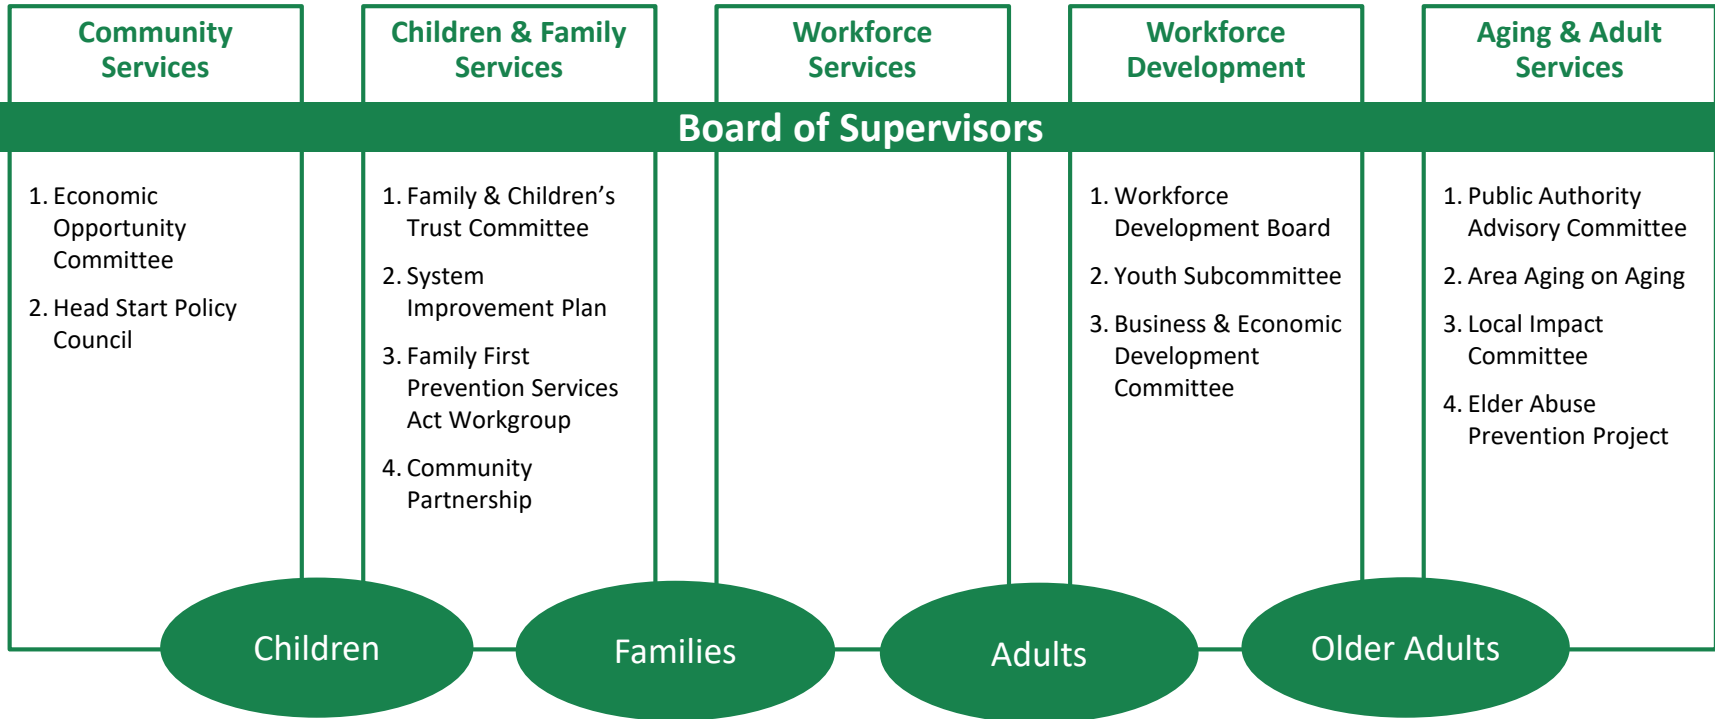 Community
Services
Children & Family
Services
Workforce
Services
Workforce
Development
Aging & Adult
Services
Board of Supervisors
1. Economic
Opportunity
Committee
2. Head Start Policy
Council
1. Family & Children’s
Trust Committee
2. System
Improvement Plan
3. Family First
Prevention Services
Act Workgroup
4. Community
Partnership
1. Workforce
Development Board
2. Youth Subcommittee
3. Business & Economic
Development
Committee
1. Public Authority
Advisory Committee
2. Area Aging on Aging
3. Local Impact
Committee
4. Elder Abuse
Prevention Project
Children
Families
Adults
Older Adults